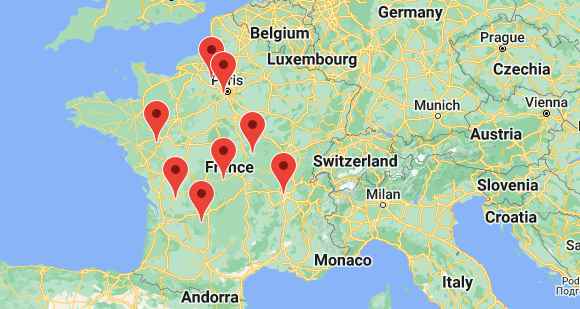 Germany
Belgium
Prague
Luxembourg
Paris
Czechia
Munich
Vienna
Austria
France
Switzerland
Slovenia
Milan
Croatia
Monaco
Italy
Andorra